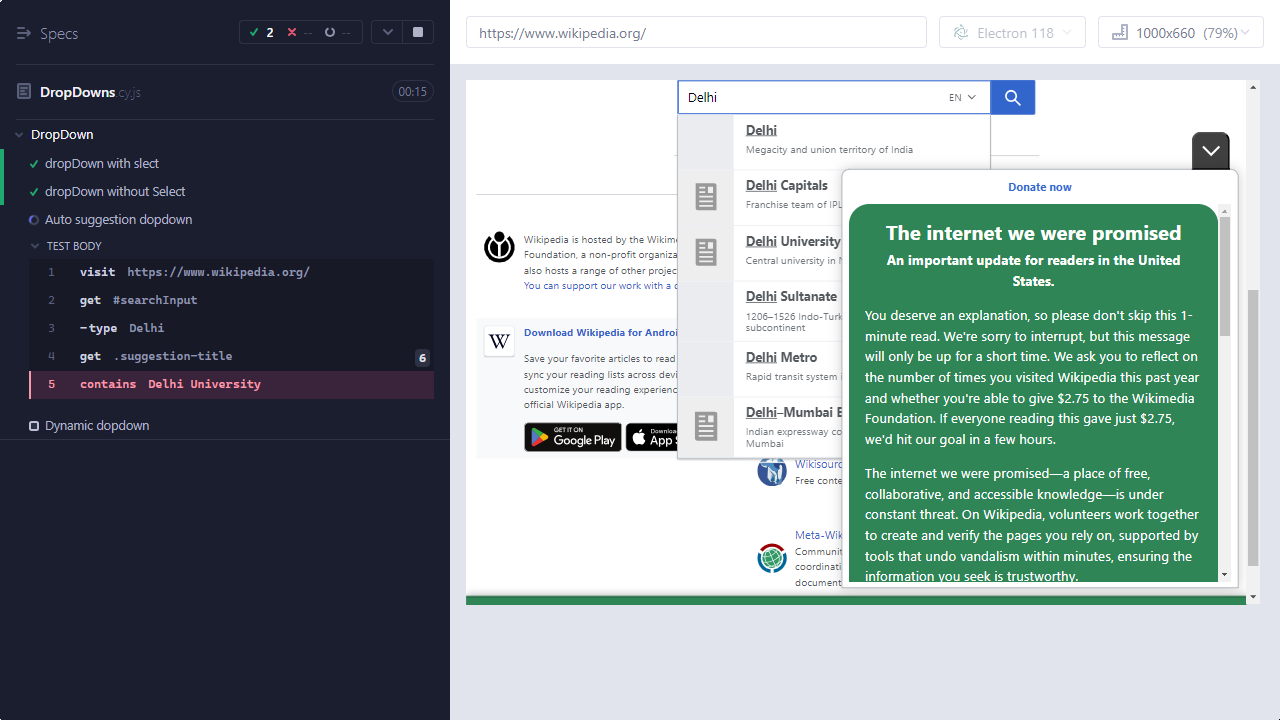 Specs
2
--
--
DropDowns.cy.js
00:15
DropDown
dropDown with slect
dropDown without Select
Auto suggestion dopdown
TEST BODY
1 visit https://www.wikipedia.org/
2 get #searchInput
3 -type Delhi
4 get .suggestion-title 6
5 contains Delhi University
Dynamic dopdown
https://www.wikipedia.org/
Electron 118
1000x660 (79%)
Delhi
EN
Delhi
Megacity and union territory of India
Delhi Capitals
Franchise team of IPL
Delhi University
Central university in
Delhi Sultanate
1206–1526 Indo-Turk
subcontinent
Delhi Metro
Rapid transit system
Delhi–Mumbai E
Indian expressway co
Mumbai
Wikipedia is hosted by the Wikime
Foundation, a non-profit organiza
also hosts a range of other project
You can support our work with a d
Download Wikipedia for Androi
Save your favorite articles to read
sync your reading lists across devi
customize your reading experienc
official Wikipedia app.
GET IT ON
Google Play
Download
App S
Wikisourc
Free conte
Meta-Wik
Communit
coordinati
document
Donate now
The internet we were promised
An important update for readers in the United
States.
You deserve an explanation, so please don't skip this 1-
minute read. We're sorry to interrupt, but this message
will only be up for a short time. We ask you to reflect on
the number of times you visited Wikipedia this past year
and whether you're able to give $2.75 to the Wikimedia
Foundation. If everyone reading this gave just $2.75,
we'd hit our goal in a few hours.
The internet we were promised—a place of free,
collaborative, and accessible knowledge—is under
constant threat. On Wikipedia, volunteers work together
to create and verify the pages you rely on, supported by
tools that undo vandalism within minutes, ensuring the
information you seek is trustworthy.